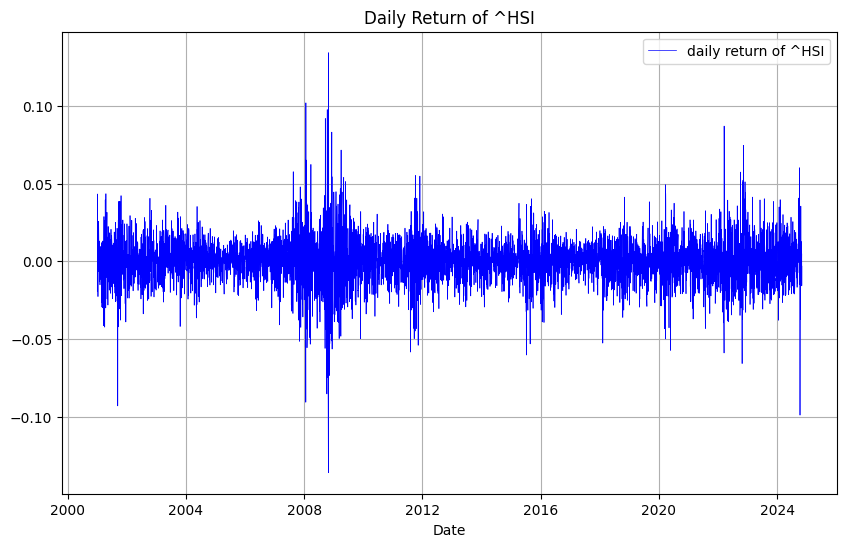 Daily Return of ^HSI
daily return of ^HSI
0.10
0.05
0.00
−0.05
−0.10
2000 2004 2008 2012 2016 2020 2024
Date